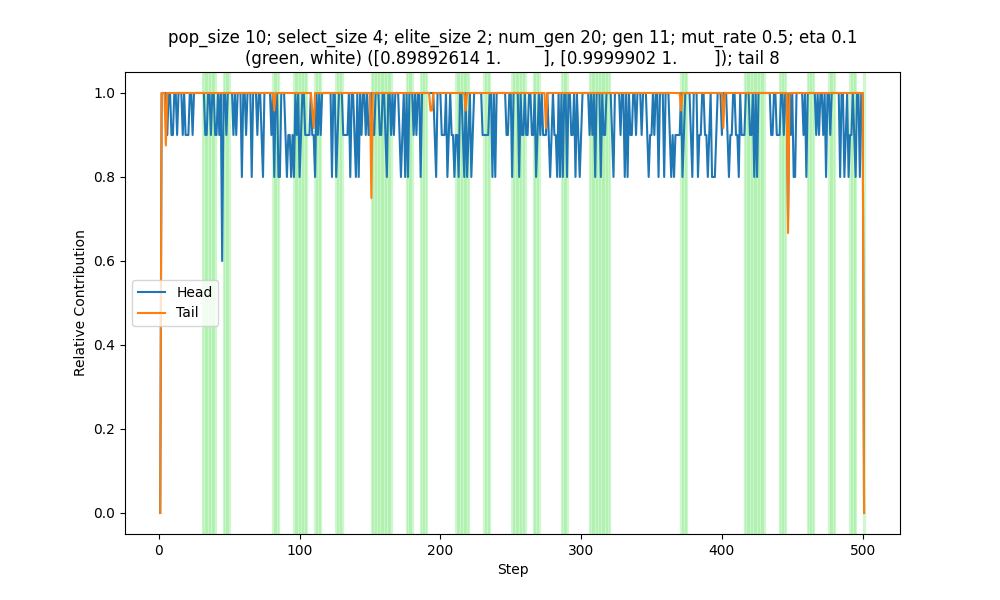 pop_size 10; select_size 4; elite_size 2; num_gen 20; gen 11; mut_rate 0.5; eta 0.1
(green, white) ([0.89892614 1.        ], [0.9999902 1.       ]); tail 8
1.0
0.8
0.6
0.4
0.2
0.0
Relative Contribution
Head
Tail
0 100 200 300 400 500
Step